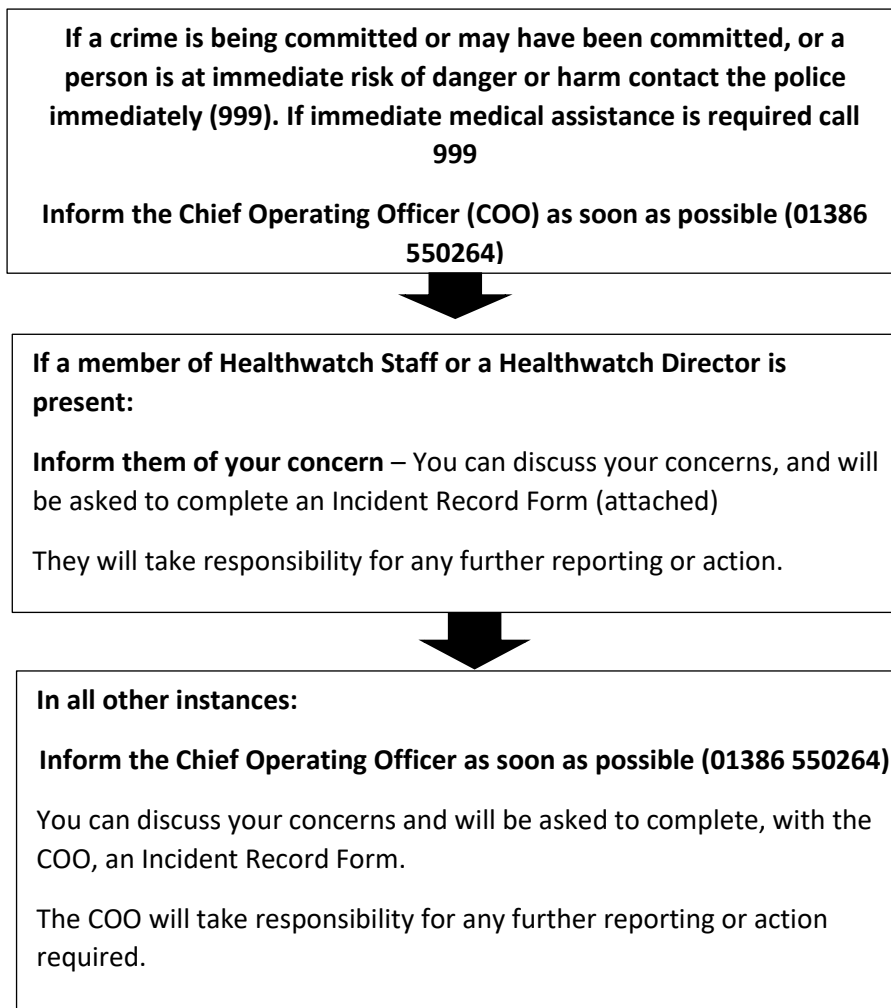 If a crime is being committed or may have been committed, or a
person is at immediate risk of danger or harm contact the police
immediately (999). If immediate medical assistance is required call
999
Inform the Chief Operating Officer (COO) as soon as possible (01386
550264)
If a member of Healthwatch Staff or a Healthwatch Director is
present:
Inform them of your concern – You can discuss your concerns, and will
be asked to complete an Incident Record Form (attached)
They will take responsibility for any further reporting or action.
In all other instances:
Inform the Chief Operating Officer as soon as possible (01386 550264)
You can discuss your concerns and will be asked to complete, with the
COO, an Incident Record Form.
The COO will take responsibility for any further reporting or action
required.